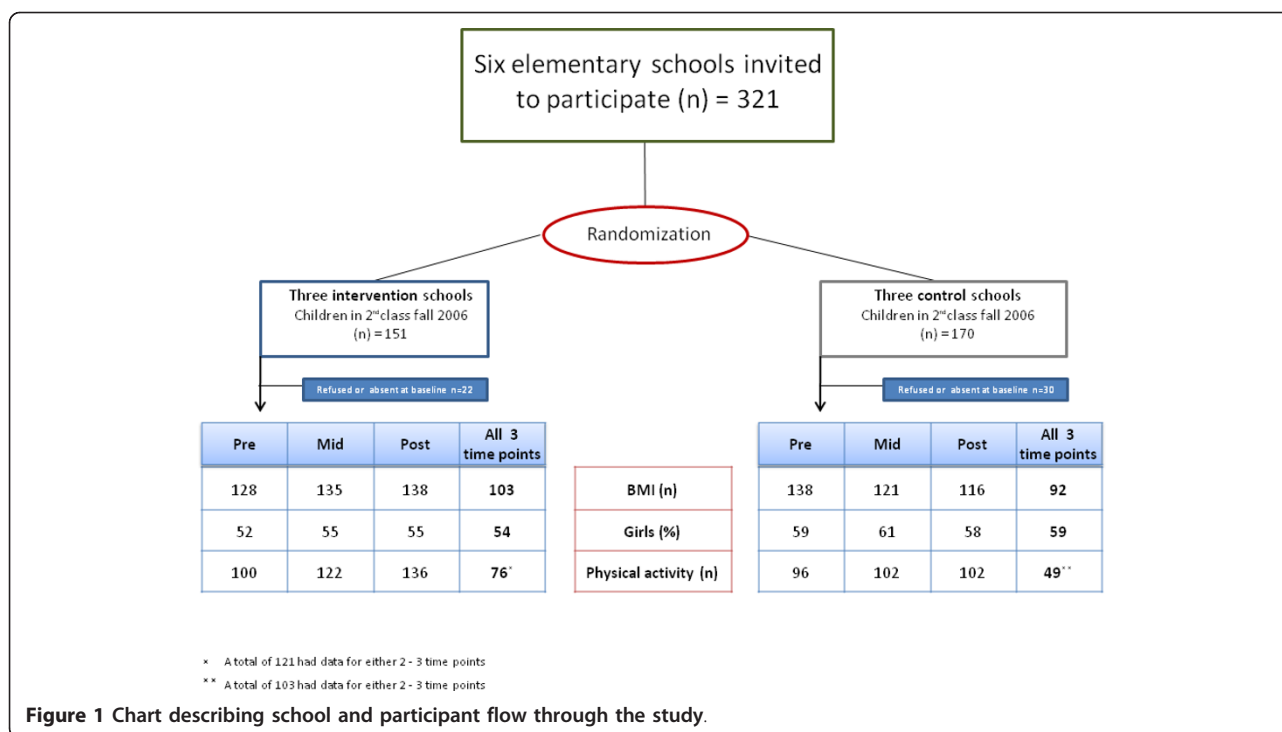 Six elementary schools invited
to participate (n) = 321
Randomization
Three intervention schools
Children in 2nd class fall 2006
(n) = 151
Refused or absent at baseline n=22
Pre Mid Post All 3 time points
128 135 138 103
52 55 55 54
100 122 136 76*
BMI (n)
Girls (%)
Physical activity (n)
Three control schools
Children in 2nd class fall 2006
(n) = 170
Refused or absent at baseline n=30
Pre Mid Post All 3 time points
138 121 116 92
59 61 58 59
96 102 102 49**
* A total of 121 had data for either 2 - 3 time points
** A total of 103 had data for either 2 - 3 time points
Figure 1 Chart describing school and participant flow through the study.